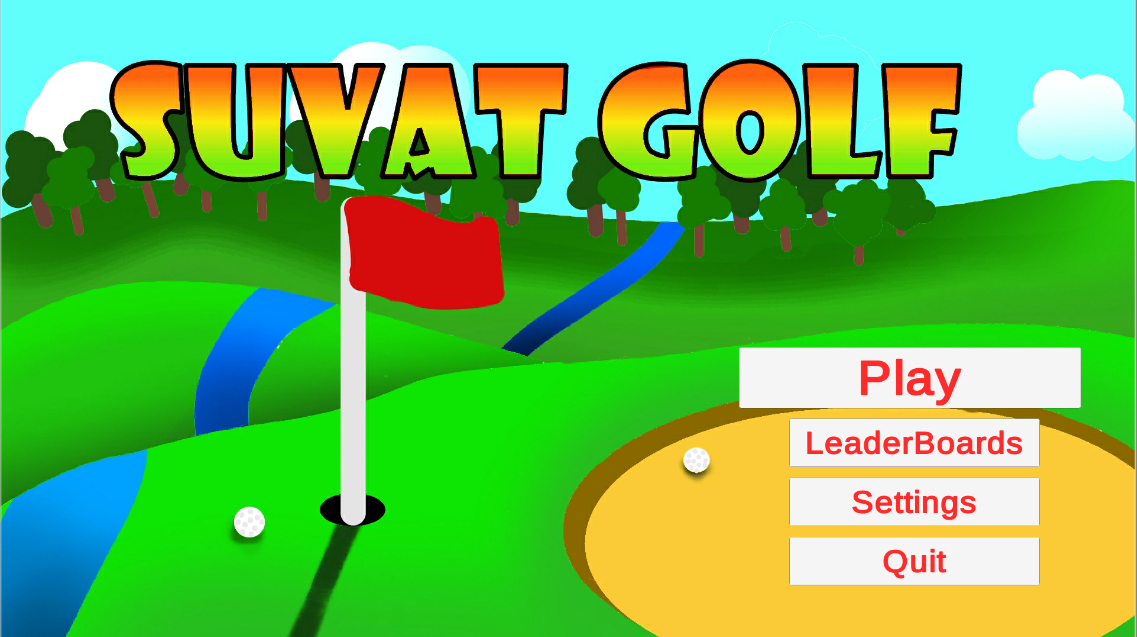 SUVAT GOLF
Play
LeaderBoards
Settings
Quit